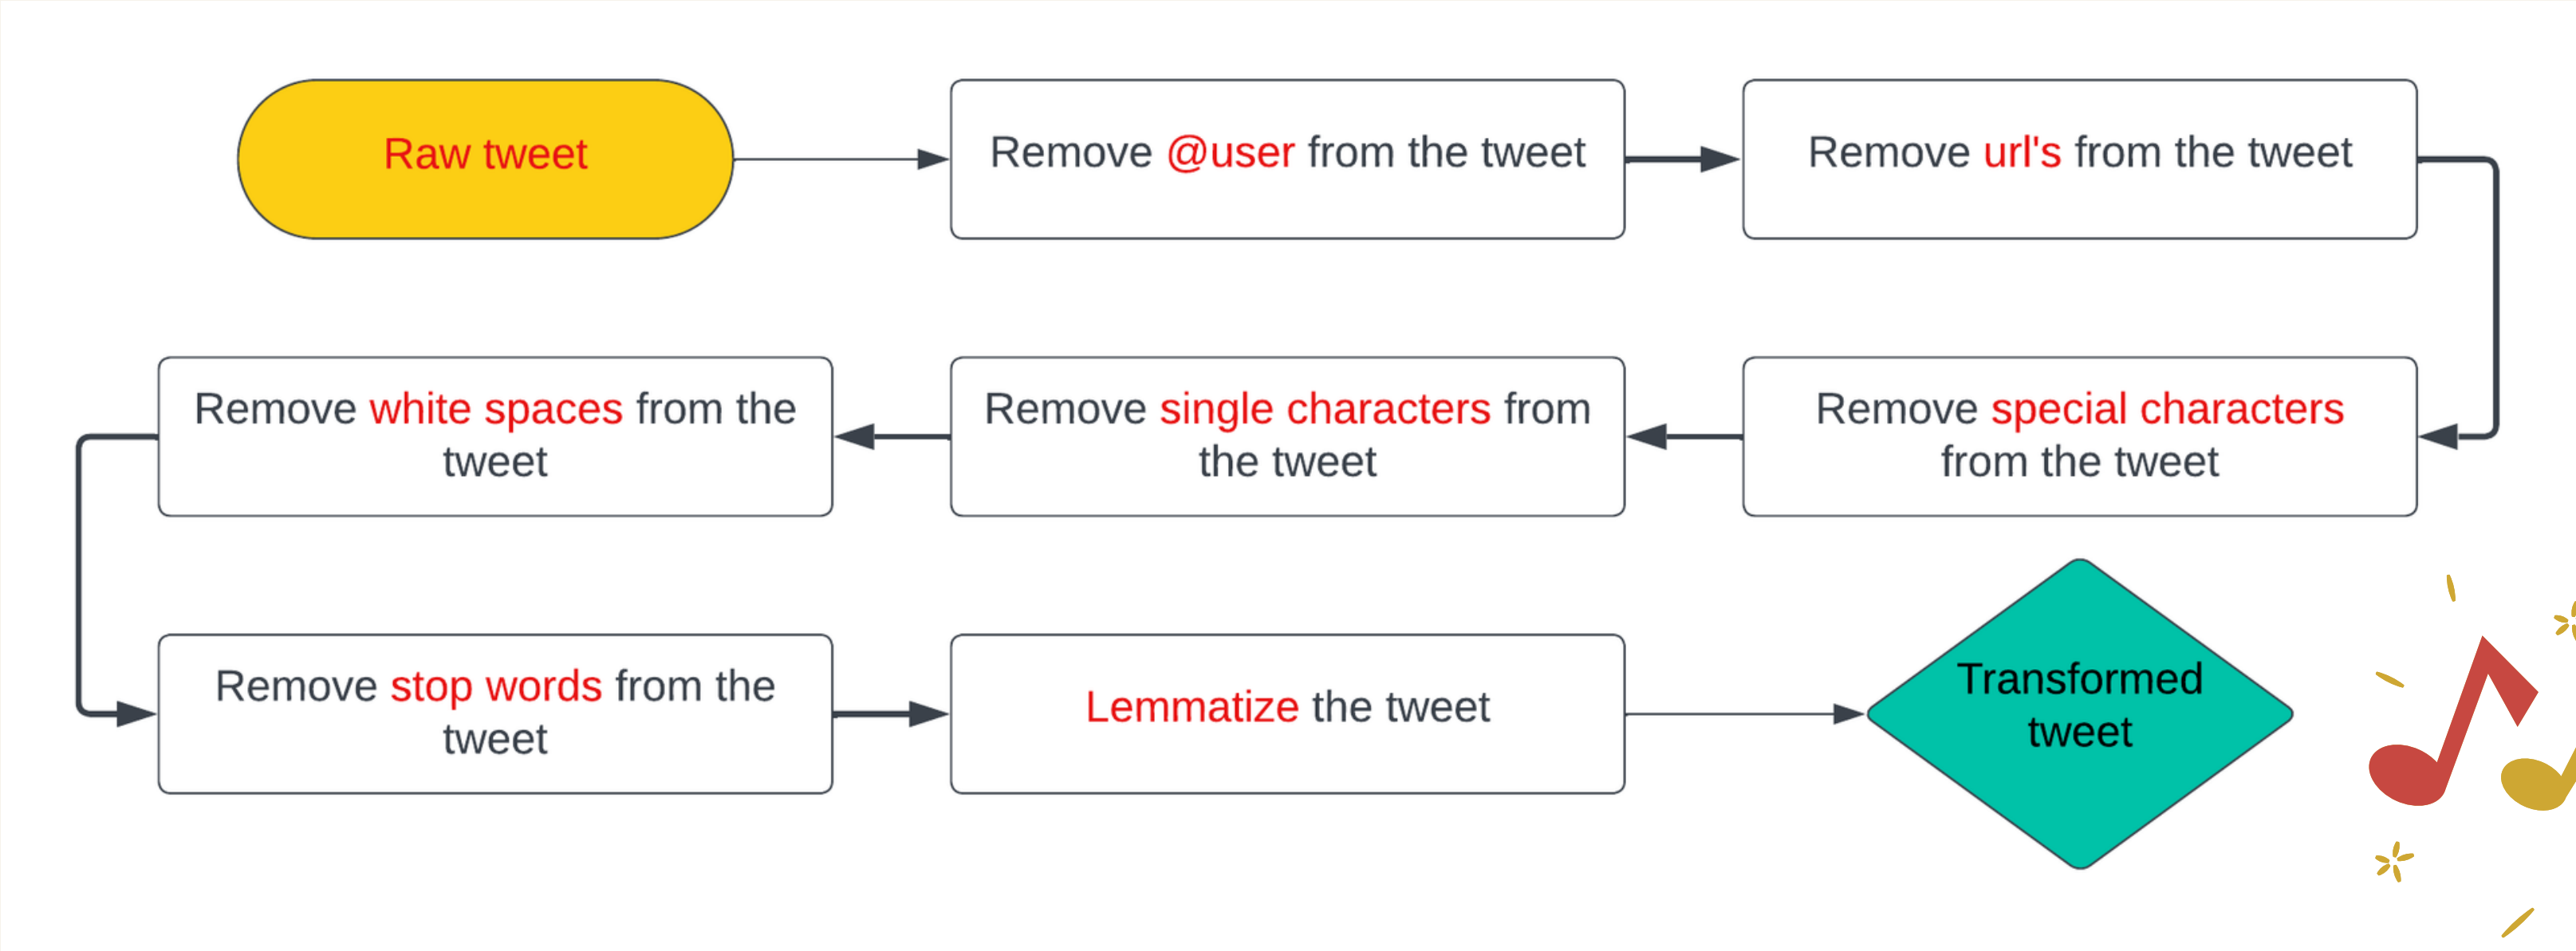 Raw tweet
Remove @user from the tweet
Remove url's from the tweet
Remove special characters
from the tweet
Remove single characters from
the tweet
Remove white spaces from the
tweet
Remove stop words from the
tweet
Lemmatize the tweet
Transformed
tweet